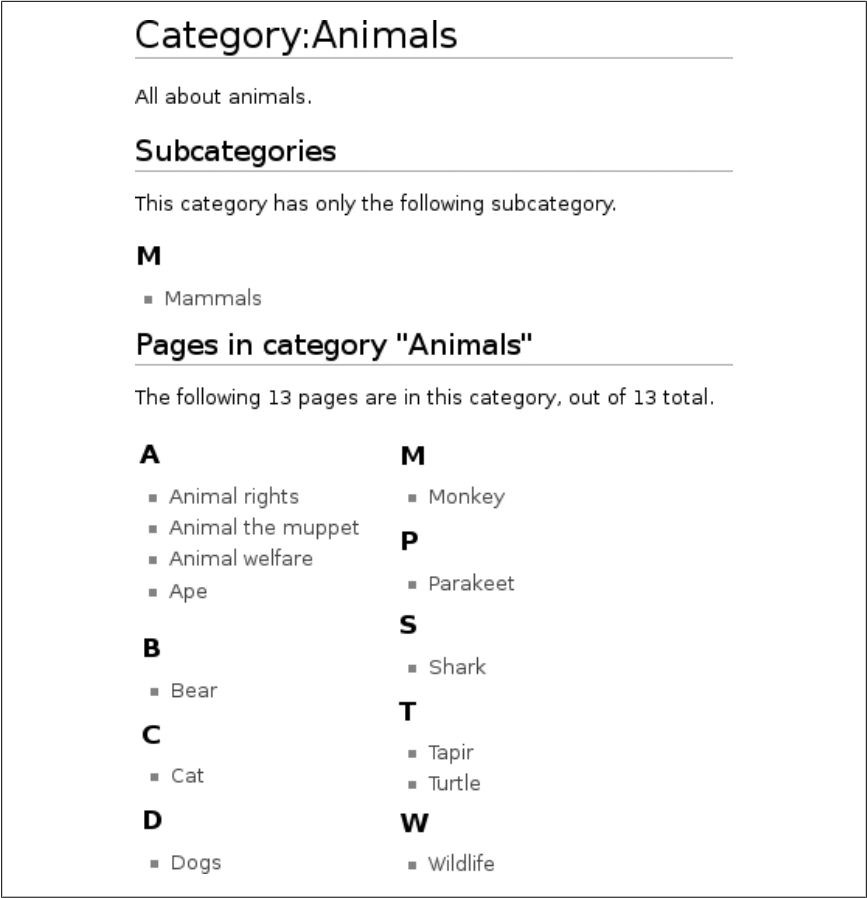 Category:Animals
All about animals.
Subcategories
This category has only the following subcategory.
M
Mammals
Pages in category "Animals"
The following 13 pages are in this category, out of 13 total.
A
Animal rights
Animal the muppet
Animal welfare
Ape
B
Bear
C
Cat
D
Dogs
M
Monkey
P
Parakeet
S
Shark
T
Tapir
Turtle
W
Wildlife